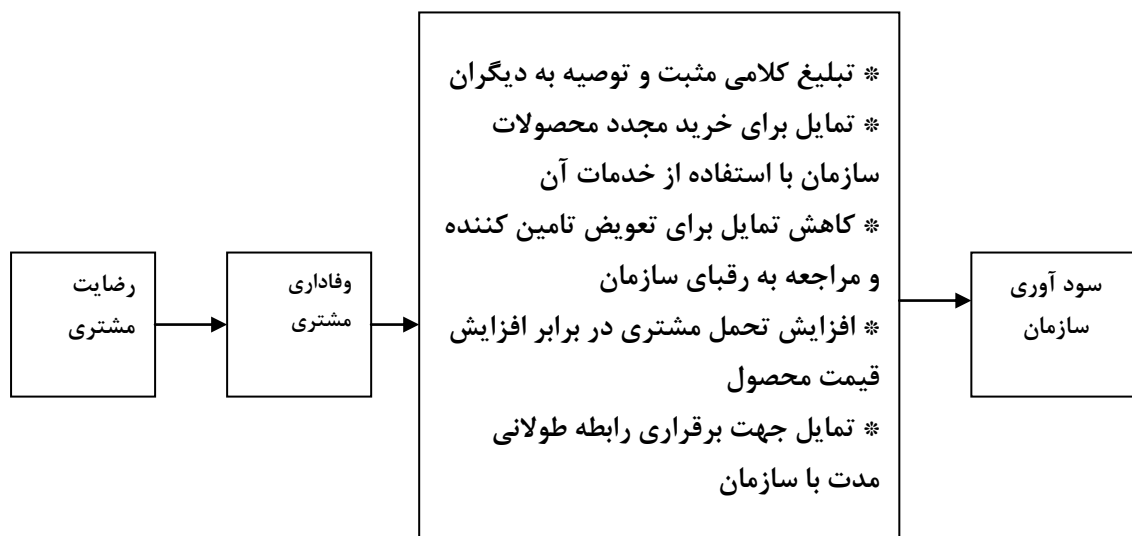 رضایت
مشتری
وفاداری
مشتری
* تبلیغ کلامی مثبت و توصیه به دیگران
* تمایل برای خرید مجدد محصولات
سازمان با استفاده از خدمات آن
* کاهش تمایل برای تعویض تامین کننده
و مراجعه به رقبای سازمان
* افزایش تحمل مشتری در برابر افزایش
قیمت محصول
* تمایل جهت برقراری رابطه طولانی
مدت با سازمان
سود آوری
سازمان